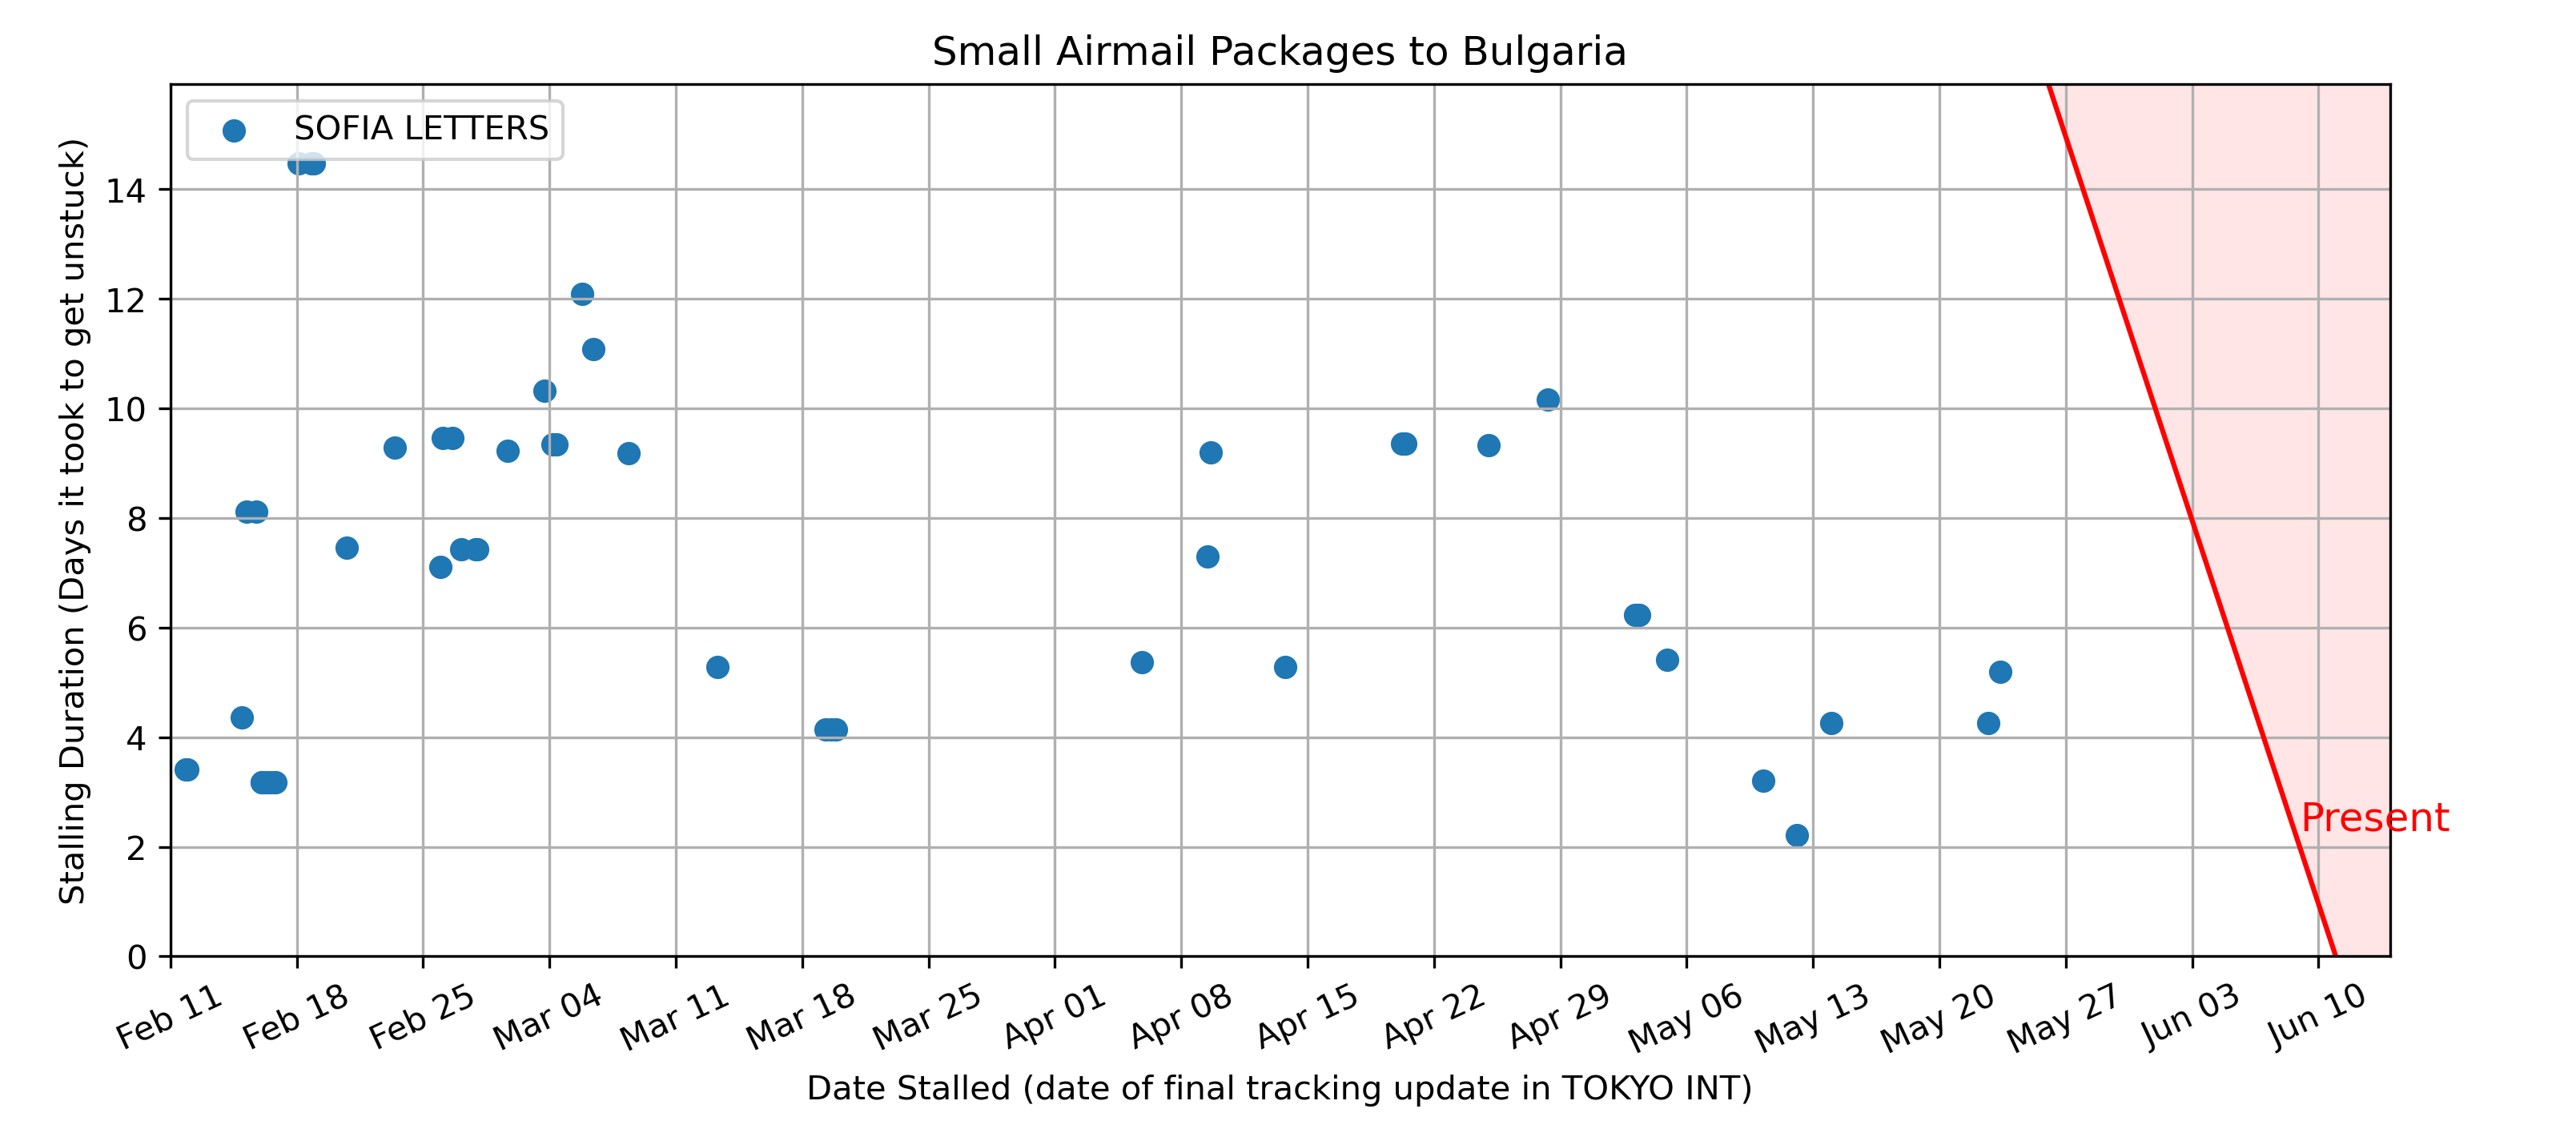 Small Airmail Packages to Bulgaria
SOFIA LETTERS
Stalling Duration (Days it took to get unstuck)
14
12
10
8
6
4
2
0
Present
Feb 11
Feb 18
Feb 25
Mar 04
Mar 11
Mar 18
Mar 25
Apr 01
Apr 08
Apr 15
Apr 22
Apr 29
May 06
May 13
May 20
May 27
Jun 03
Jun 10
Date Stalled (date of final tracking update in TOKYO INT)